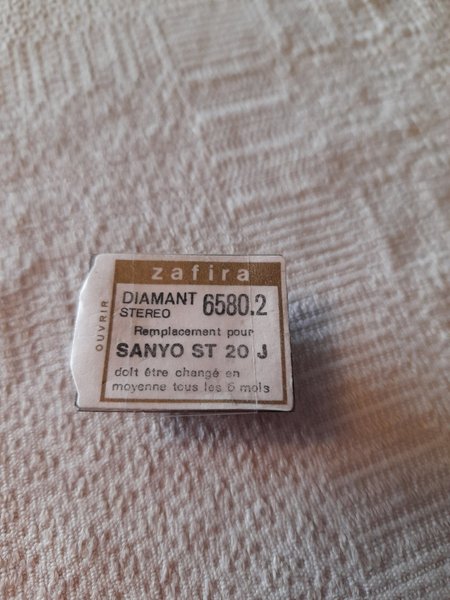 zafira
OUVRIR
DIAMANT 6580.2
STEREO
Remplacement pour
SANYO ST 20 J
doit être changé en
moyenne tous les 6 mois